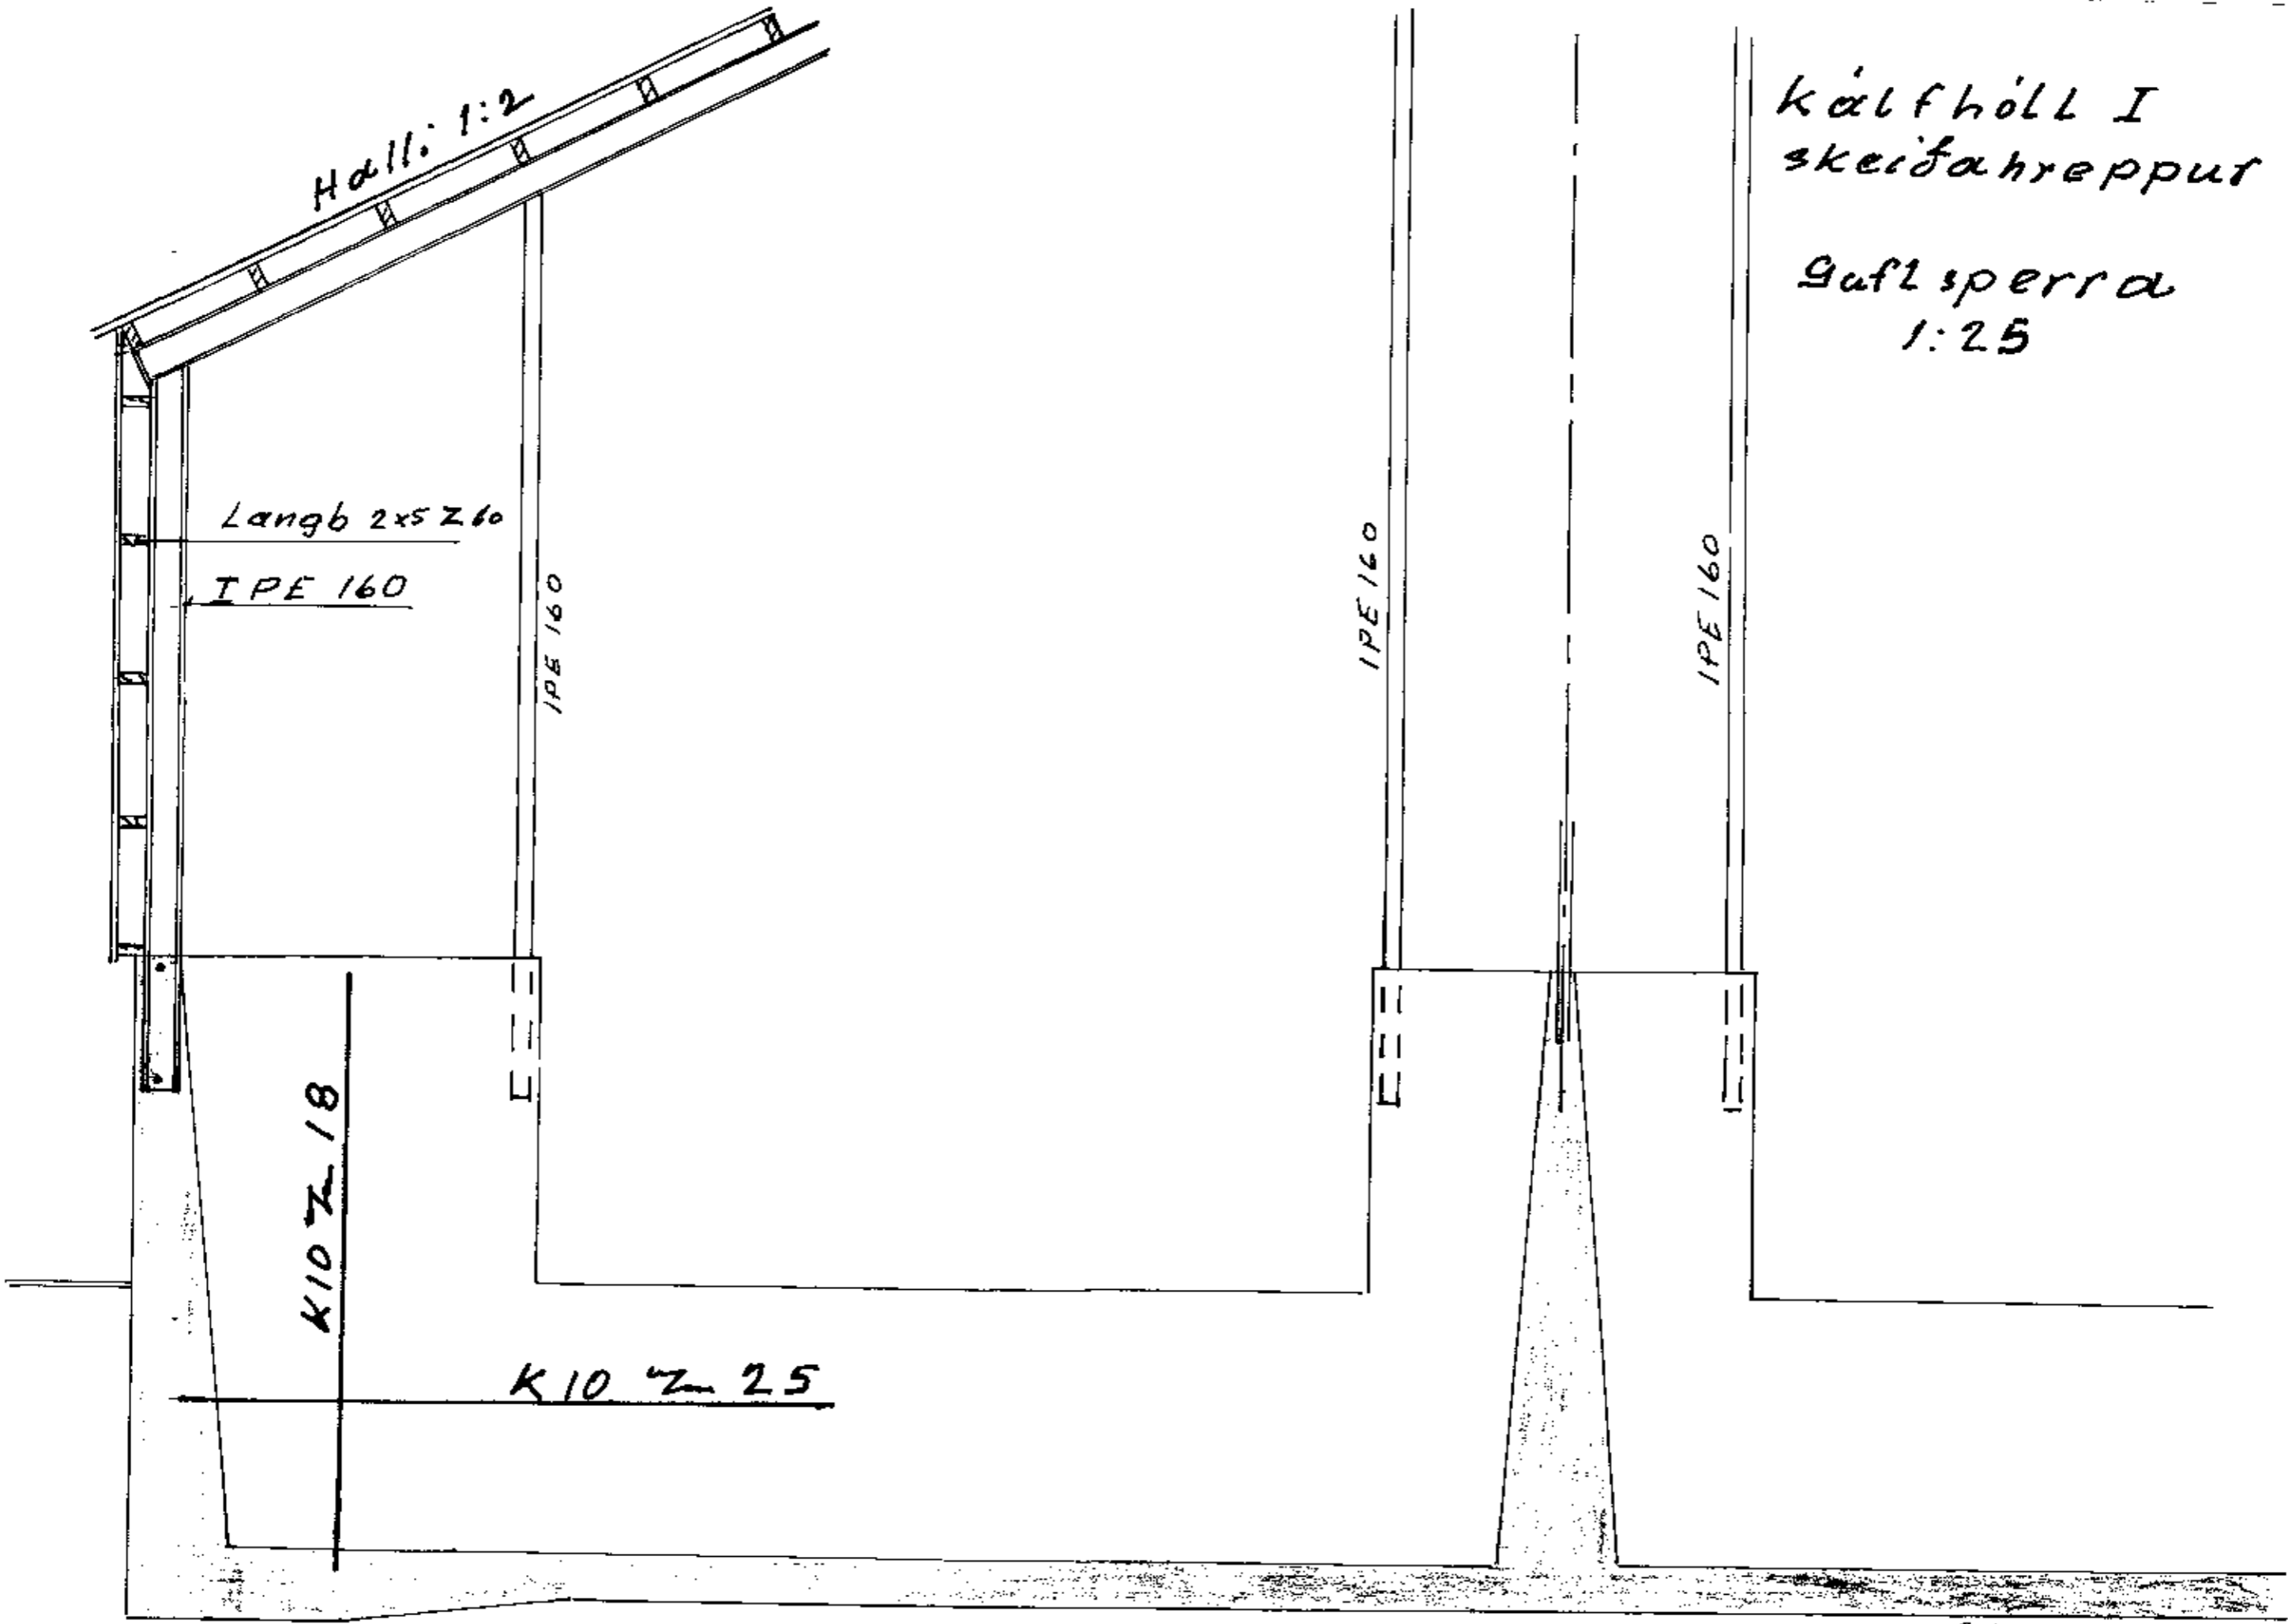 Kálfhóll I
Skeiðahreppur
Gaflsperra
1:25
Halli 1:2
Langb 2x5 Z 60
IPE 160
IPE 160
IPE 160
IPE 160
K10 Z 18
K10 Z 25